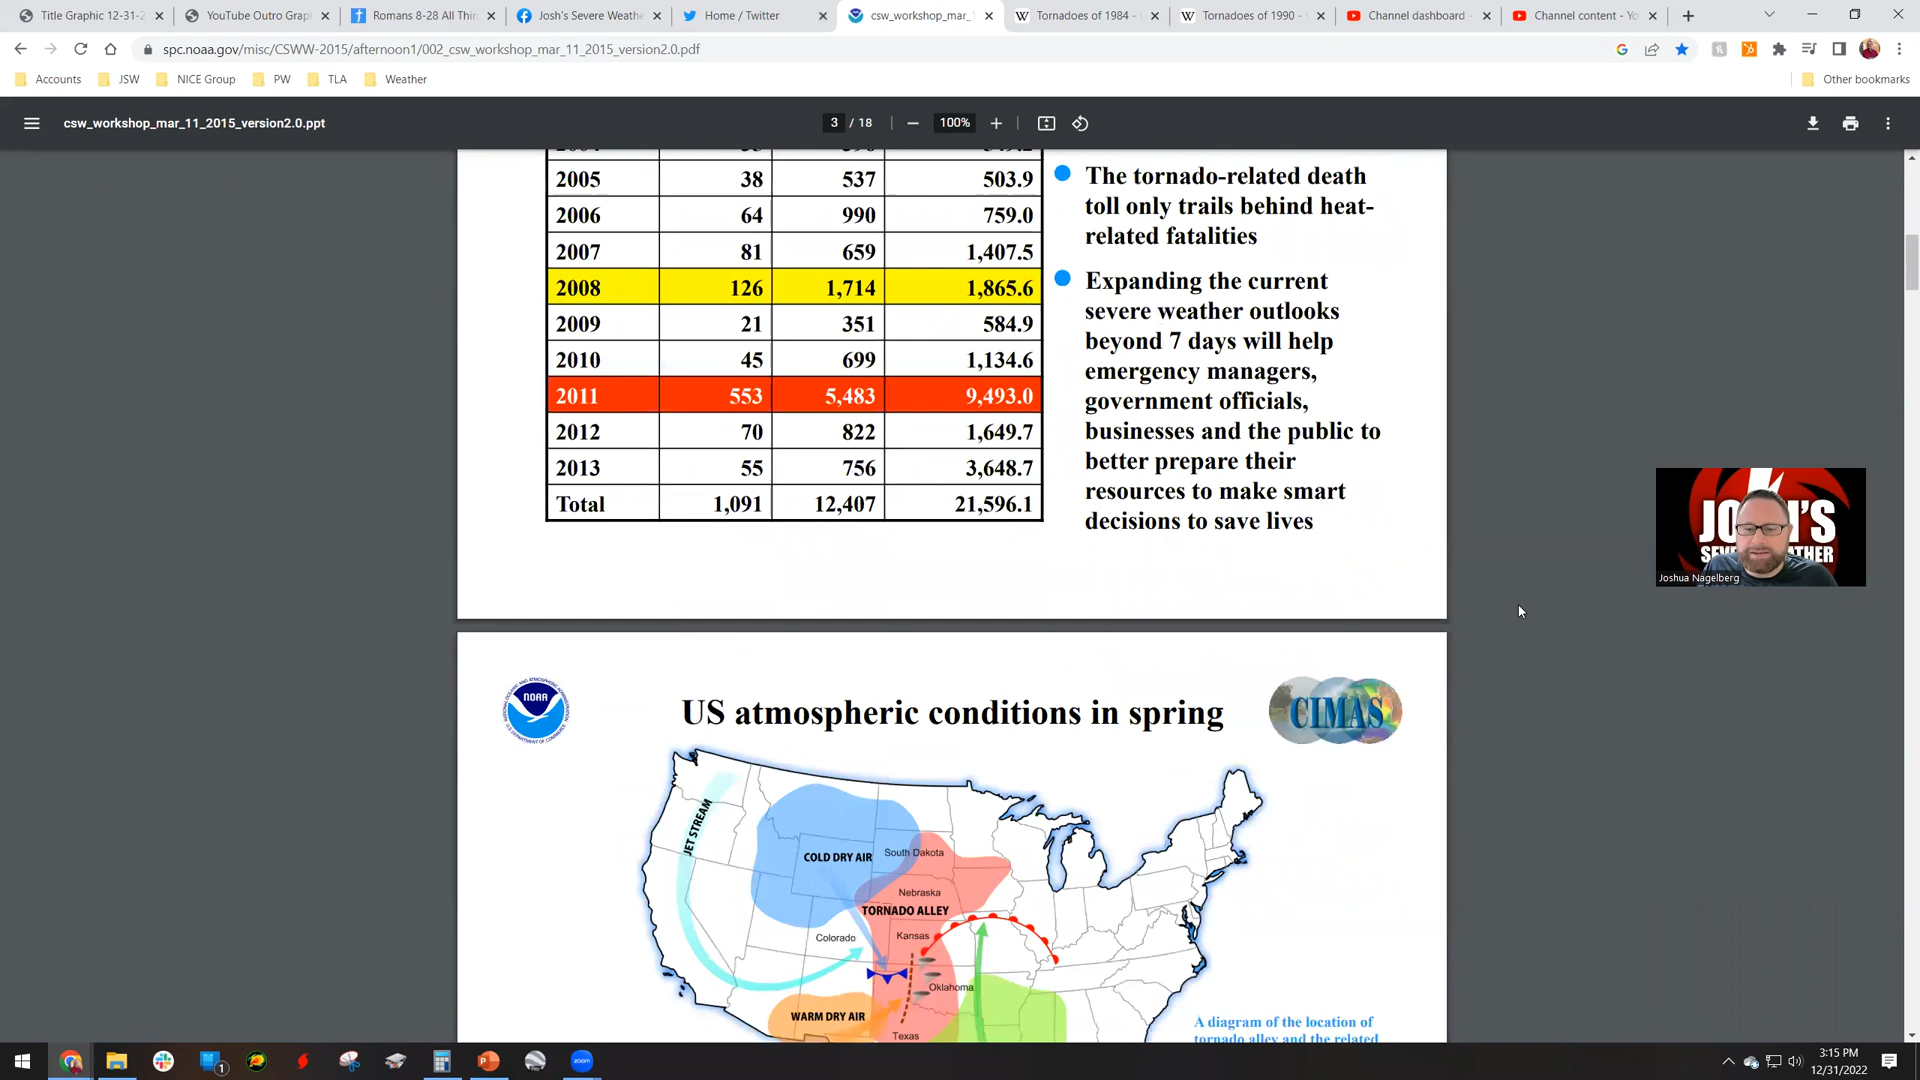 Title Graphic 12-31-2
YouTube Outro Grap
Romans 8-28 All Thin
Josh's Severe Weathe
Home / Twitter
csw_workshop_mar_1
Tornadoes of 1984 -
Tornadoes of 1990 -
Channel dashboard -
Channel content - Yo
spc.noaa.gov/misc/CSWW-2015/afternoon1/002_csw_workshop_mar_11_2015_version2.0.pdf
Accounts
JSW
NICE Group
PW
TLA
Weather
Other bookmarks
csw_workshop_mar_11_2015_version2.0.ppt
3 / 18
100%
2005 38 537 503.9
2006 64 990 759.0
2007 81 659 1,407.5
2008 126 1,714 1,865.6
2009 21 351 584.9
2010 45 699 1,134.6
2011 553 5,483 9,493.0
2012 70 822 1,649.7
2013 55 756 3,648.7
Total 1,091 12,407 21,596.1
The tornado-related death
toll only trails behind heat-
related fatalities
Expanding the current
severe weather outlooks
beyond 7 days will help
emergency managers,
government officials,
businesses and the public to
better prepare their
resources to make smart
decisions to save lives
Joshua Nagelberg
NOAA
US atmospheric conditions in spring
CIMAS
JET STREAM
COLD DRY AIR
South Dakota
Nebraska
TORNADO ALLEY
Colorado
Kansas
Oklahoma
WARM DRY AIR
Texas
A diagram of the location of
tornado alley and the related
zoom
1
3:15 PM
12/31/2022